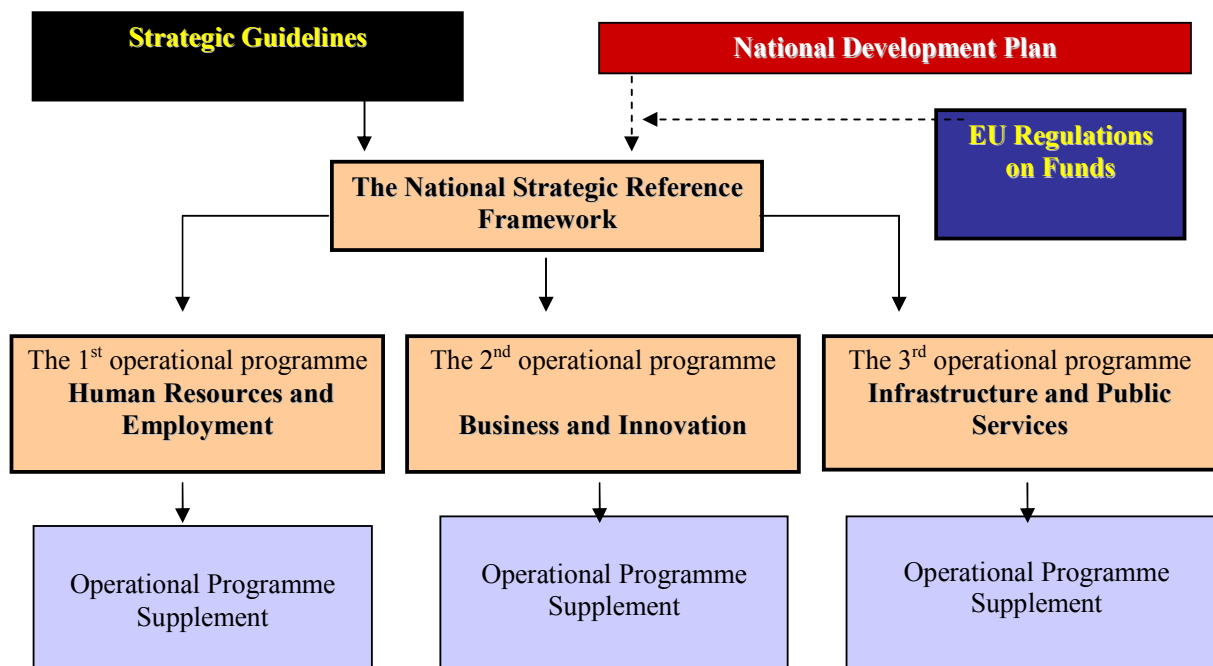 Strategic Guidelines
National Development Plan
EU Regulations
on Funds
The National Strategic Reference
Framework
The 1st operational programme
Human Resources and
Employment
The 2nd operational programme
Business and Innovation
The 3rd operational programme
Infrastructure and Public
Services
Operational Programme
Supplement
Operational Programme
Supplement
Operational Programme
Supplement